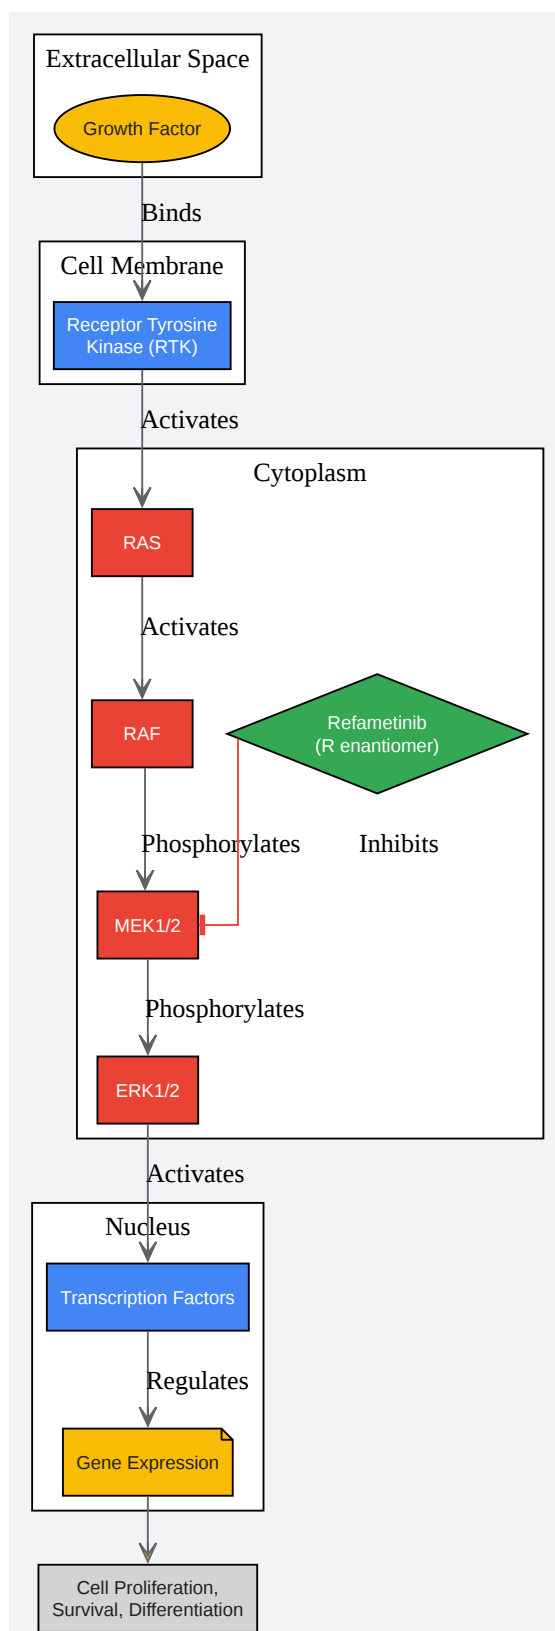 Extracellular Space
Growth Factor
Binds
Cell Membrane
Receptor Tyrosine
Kinase (RTK)
Activates
Cytoplasm
RAS
Activates
RAF
Refametinib
(R enantiomer)
Phosphorylates
Inhibits
MEK1/2
Phosphorylates
ERK1/2
Activates
Nucleus
Transcription Factors
Regulates
Gene Expression
Cell Proliferation,
Survival, Differentiation